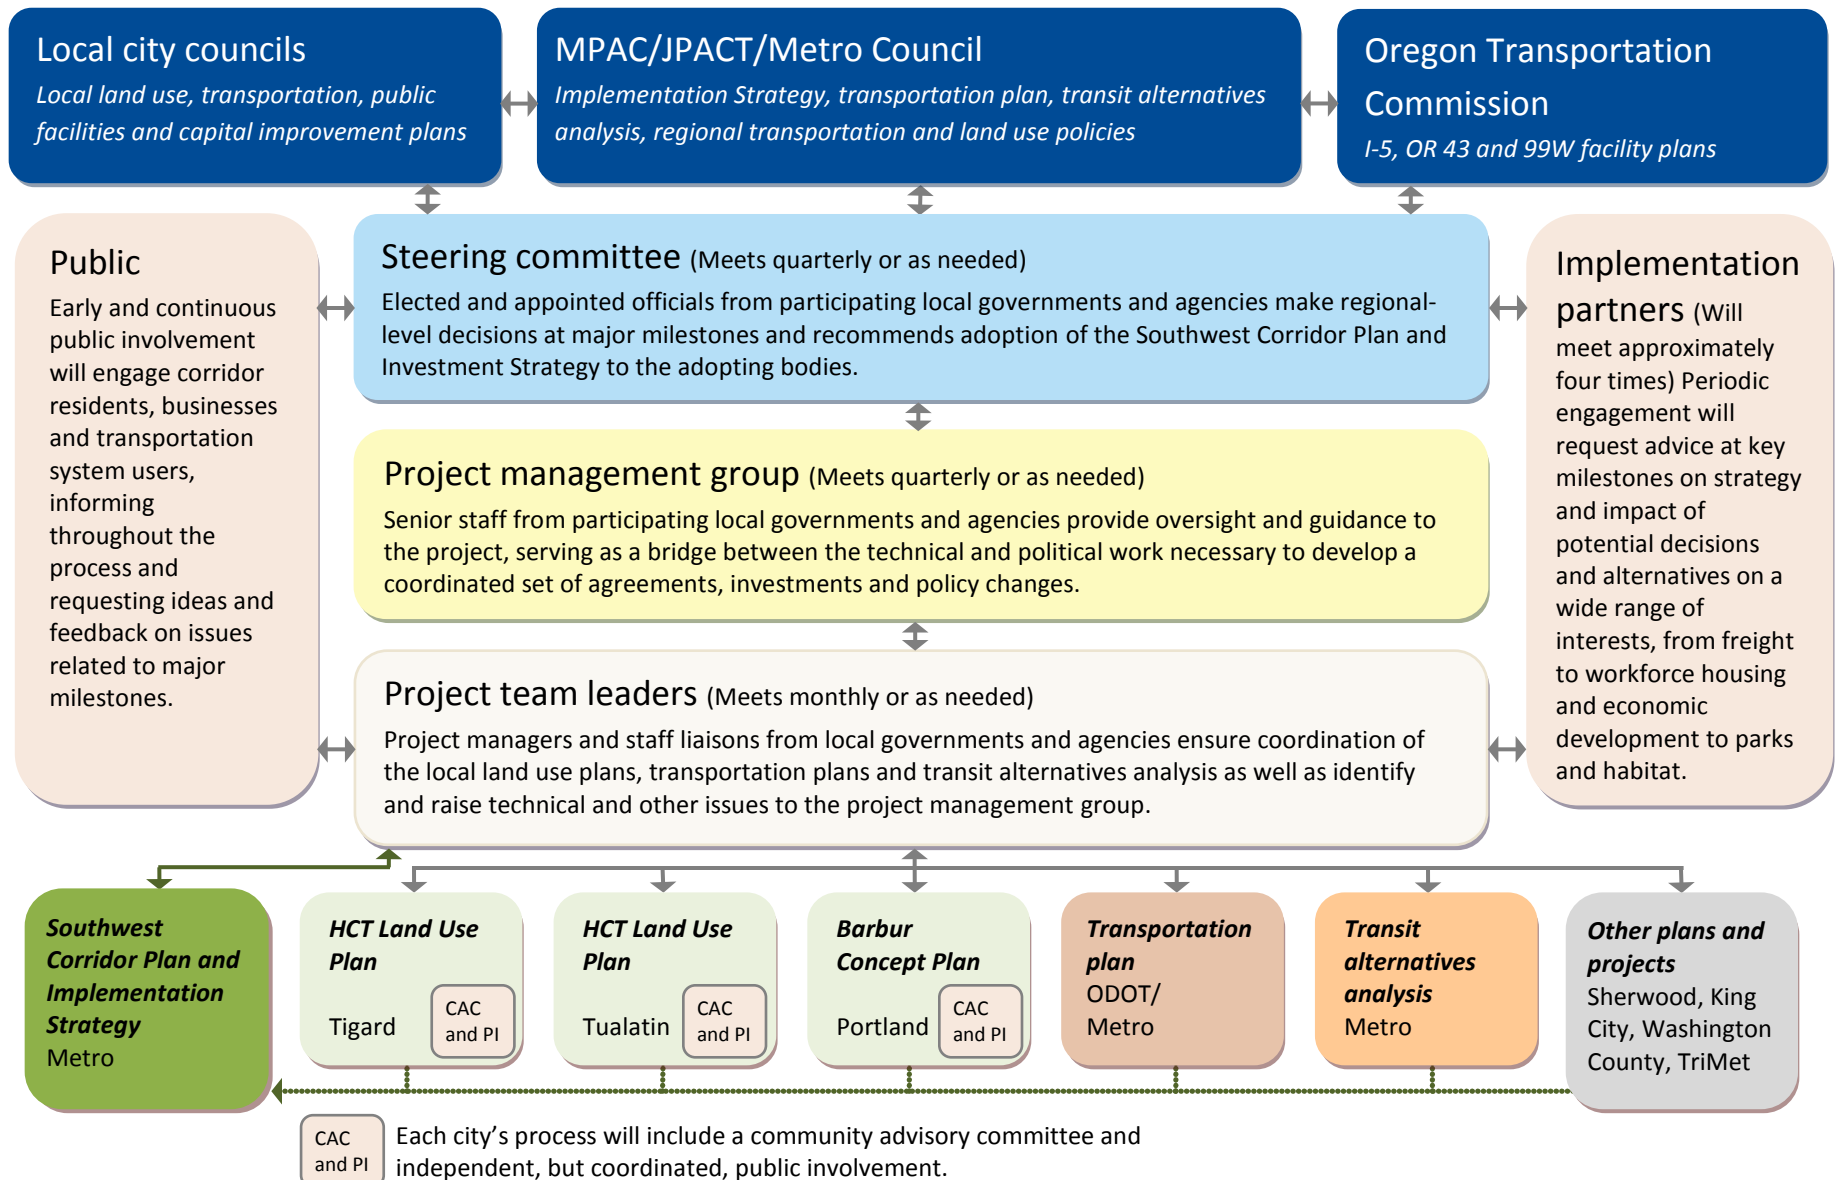 Local city councils
Local land use, transportation, public
facilities and capital improvement plans
MPAC/JPACT/Metro Council
Implementation Strategy, transportation plan, transit alternatives
analysis, regional transportation and land use policies
Oregon Transportation
Commission
I-5, OR 43 and 99W facility plans
Public
Early and continuous
public involvement
will engage corridor
residents, businesses
and transportation
system users,
informing
throughout the
process and
requesting ideas and
feedback on issues
related to major
milestones.
Steering committee (Meets quarterly or as needed)
Elected and appointed officials from participating local governments and agencies make regional-
level decisions at major milestones and recommends adoption of the Southwest Corridor Plan and
Investment Strategy to the adopting bodies.
Project management group (Meets quarterly or as needed)
Senior staff from participating local governments and agencies provide oversight and guidance to
the project, serving as a bridge between the technical and political work necessary to develop a
coordinated set of agreements, investments and policy changes.
Project team leaders (Meets monthly or as needed)
Project managers and staff liaisons from local governments and agencies ensure coordination of
the local land use plans, transportation plans and transit alternatives analysis as well as identify
and raise technical and other issues to the project management group.
Implementation
partners (Will
meet approximately
four times) Periodic
engagement will
request advice at key
milestones on strategy
and impact of
potential decisions
and alternatives on a
wide range of
interests, from freight
to workforce housing
and economic
development to parks
and habitat.
Southwest
Corridor Plan and
Implementation
Strategy
Metro
HCT Land Use
Plan
Tigard
CAC
and PI
HCT Land Use
Plan
Tualatin
CAC
and PI
Barbur
Concept Plan
Portland
CAC
and PI
Transportation
plan
ODOT/
Metro
Transit
alternatives
analysis
Metro
Other plans and
projects
Sherwood, King
City, Washington
County, TriMet
CAC
and PI
Each city’s process will include a community advisory committee and
independent, but coordinated, public involvement.